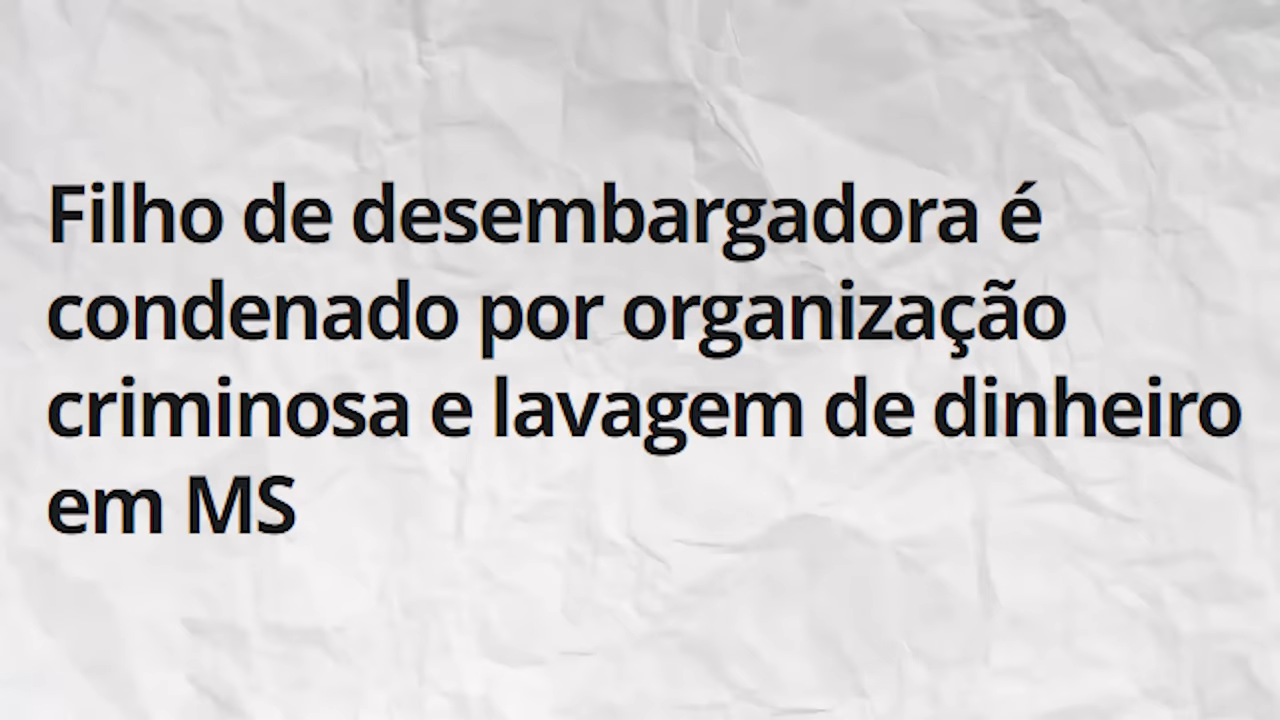 Filho de desembargadora é
condenado por organização
criminosa e lavagem de dinheiro
em MS